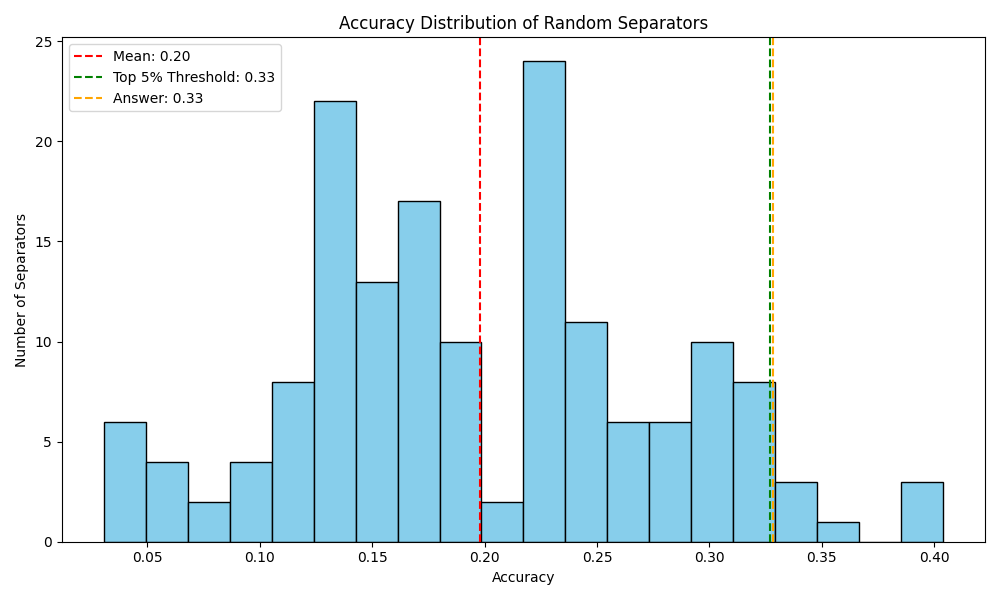 Accuracy Distribution of Random Separators
Mean: 0.20
Top 5% Threshold: 0.33
Answer: 0.33
Number of Separators
25
20
15
10
5
0
0.05 0.10 0.15 0.20 0.25 0.30 0.35 0.40
Accuracy